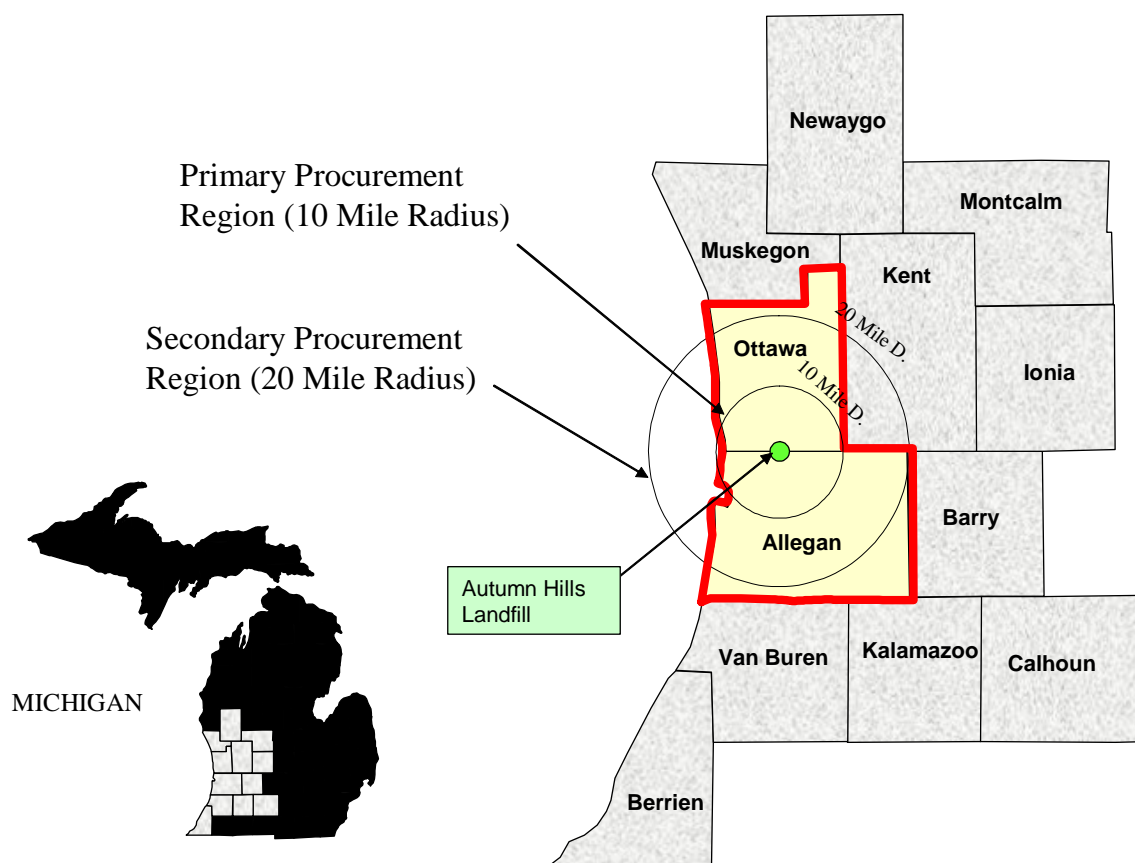 Newaygo
Primary Procurement
Region (10 Mile Radius)
Montcalm
Muskegon
Kent
20 Mile D.
Secondary Procurement
Region (20 Mile Radius)
Ottawa
Ionia
10 Mile D.
Barry
Allegan
Autumn Hills
Landfill
Van Buren
Kalamazoo
Calhoun
MICHIGAN
Berrien